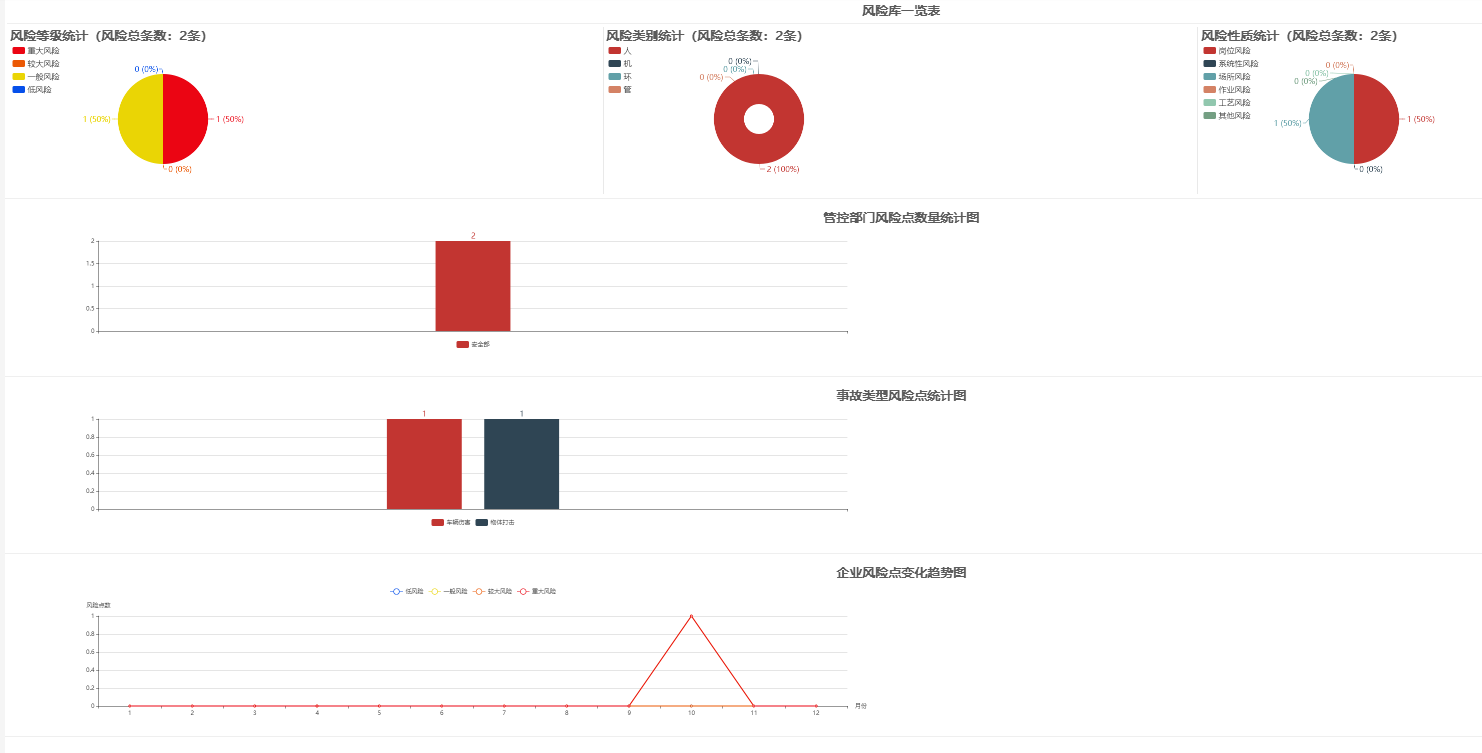 风险库一览表
风险等级统计（风险总条数：2条）
重大风险
较大风险
一般风险
低风险
0 (0%)
1 (50%)
1 (50%)
0 (0%)
风险类别统计（风险总条数：2条）
人
机
环
管
0 (0%)
0 (0%)
0 (0%)
2 (100%)
风险性质统计（风险总条数：2条）
岗位风险
系统性风险
场所风险
作业风险
工艺风险
其他风险
0 (0%)
0 (0%)
0 (0%)
1 (50%)
1 (50%)
0 (0%)
管控部门风险点数量统计图
2
2
1.5
1
0.5
0
安全部
事故类型风险点统计图
1 1
1
0.8
0.6
0.4
0.2
0
车辆伤害 物体打击
企业风险点变化趋势图
低风险 一般风险 较大风险 重大风险
风险点数
1
0.8
0.6
0.4
0.2
0
1 2 3 4 5 6 7 8 9 10 11 12
月份